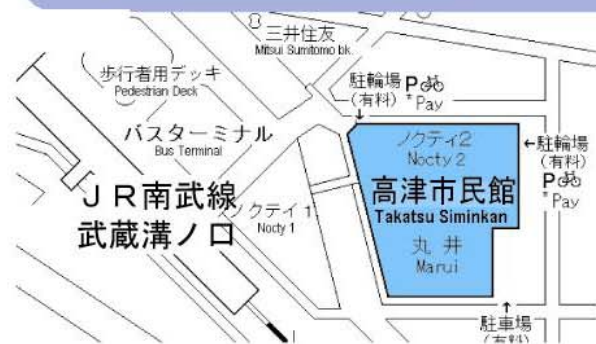 三井住友
Mitsui Sumitomo bk.
歩行者用デッキ
Pedestrian Deck
駐輪場 P
(有料) * Pay
バスターミナル
Bus Terminal
ノクティ2
Nocty 2
←駐輪場
(有料)
P
* Pay
JR南武線
武蔵溝ノ口
ノクティ1
Nocty 1
高津市民館
Takatsu Siminkan
丸井
Marui
駐車場
(有料)